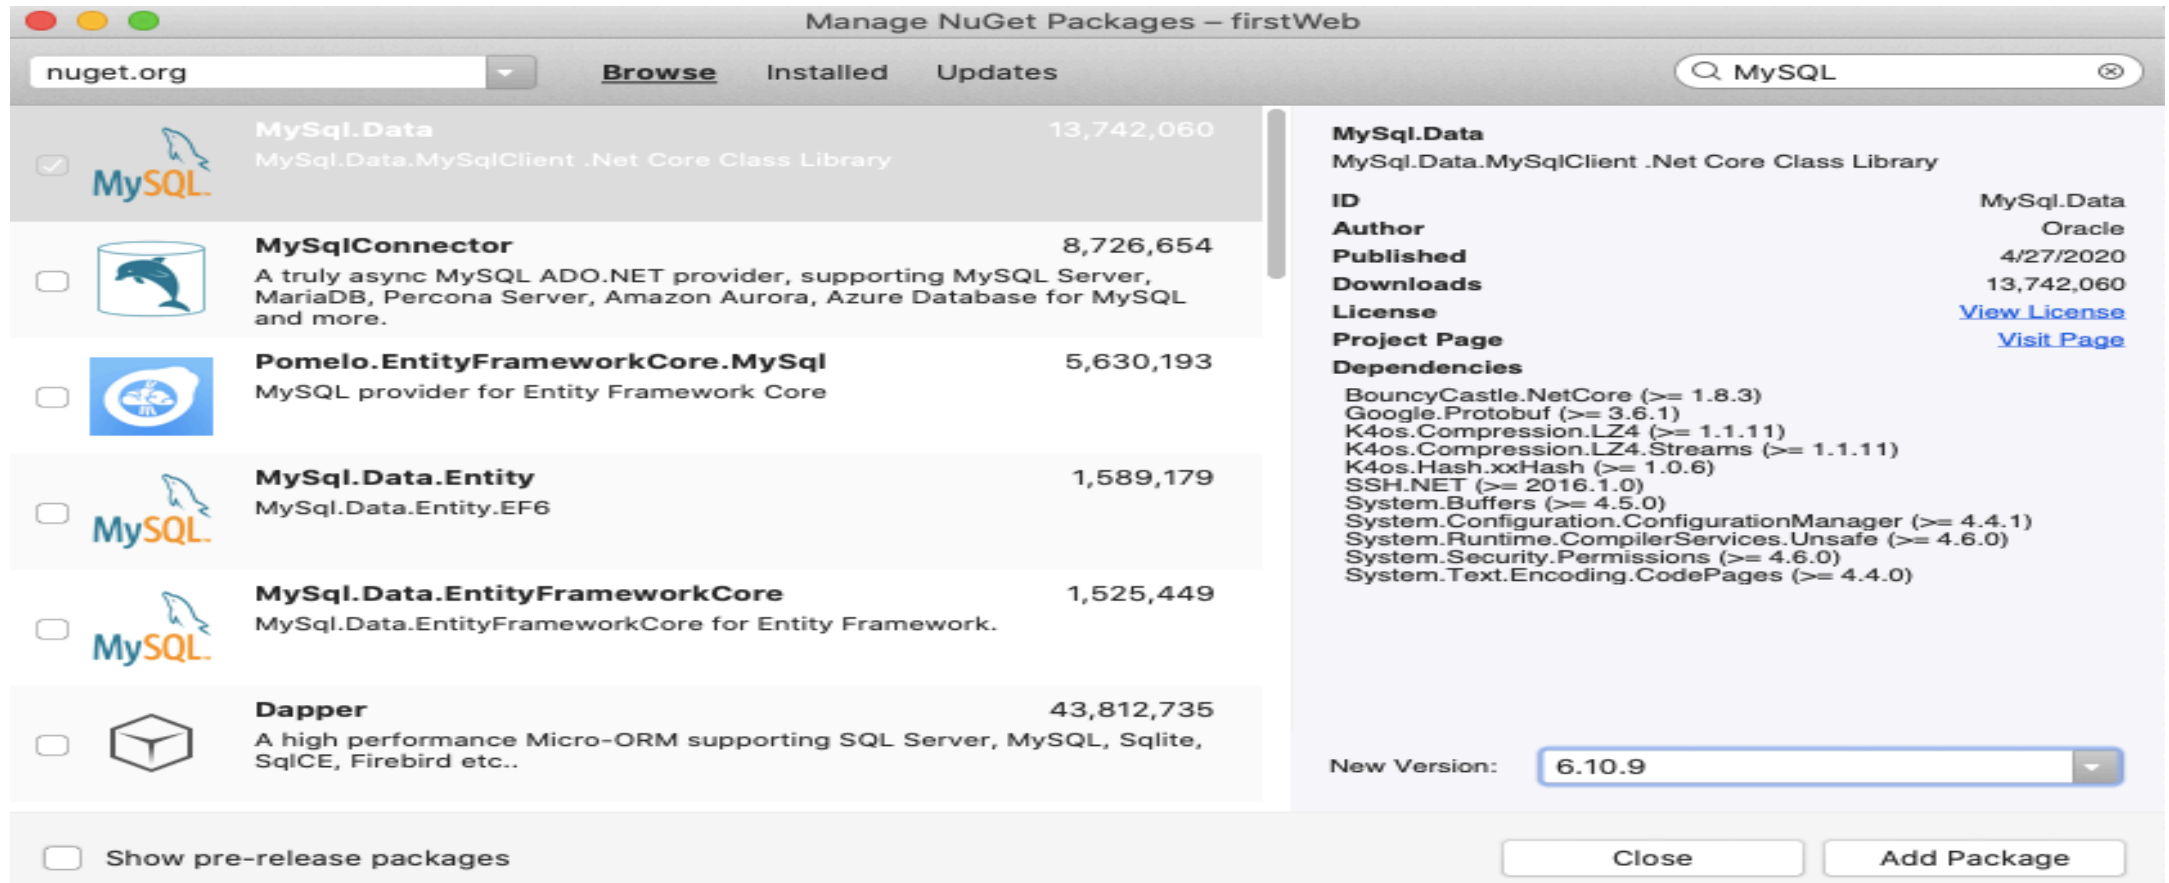 Manage NuGet Packages – firstWeb
nuget.org
Browse Installed Updates
MySQL
MySQL
MySql.Data 13,742,060
MySql.Data.MySqlClient .Net Core Class Library
MySqlConnector 8,726,654
A truly async MySQL ADO.NET provider, supporting MySQL Server,
MariaDB, Percona Server, Amazon Aurora, Azure Database for MySQL
and more.
Pomelo.EntityFrameworkCore.MySql 5,630,193
MySQL provider for Entity Framework Core
MySQL
MySql.Data.Entity 1,589,179
MySql.Data.Entity.EF6
MySQL
MySql.Data.EntityFrameworkCore 1,525,449
MySql.Data.EntityFrameworkCore for Entity Framework.
Dapper 43,812,735
A high performance Micro-ORM supporting SQL Server, MySQL, Sqlite,
SqlCE, Firebird etc..
MySql.Data
MySql.Data.MySqlClient .Net Core Class Library
ID MySql.Data
Author Oracle
Published 4/27/2020
Downloads 13,742,060
License View License
Project Page Visit Page
Dependencies
BouncyCastle.NetCore (>= 1.8.3)
Google.Protobuf (>= 3.6.1)
K4os.Compression.LZ4 (>= 1.1.11)
K4os.Compression.LZ4.Streams (>= 1.1.11)
K4os.Hash.xxHash (>= 1.0.6)
SSH.NET (>= 2016.1.0)
System.Buffers (>= 4.5.0)
System.Configuration.ConfigurationManager (>= 4.4.1)
System.Runtime.CompilerServices.Unsafe (>= 4.6.0)
System.Security.Permissions (>= 4.6.0)
System.Text.Encoding.CodePages (>= 4.4.0)
New Version: 6.10.9
Show pre-release packages
Close Add Package